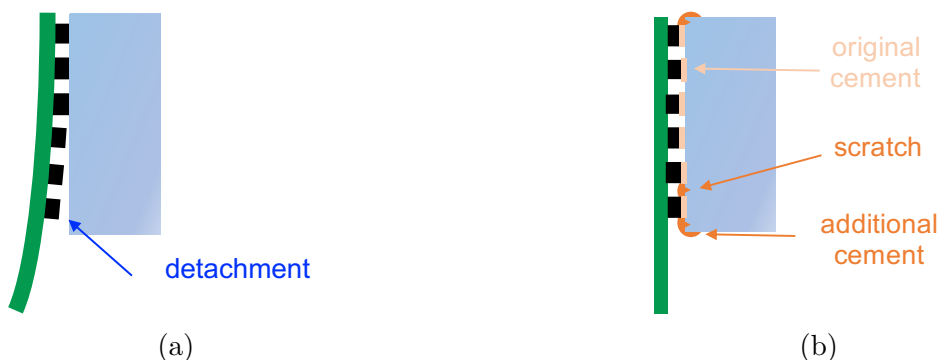 original
cement
scratch
additional
cement
detachment
(a)
(b)